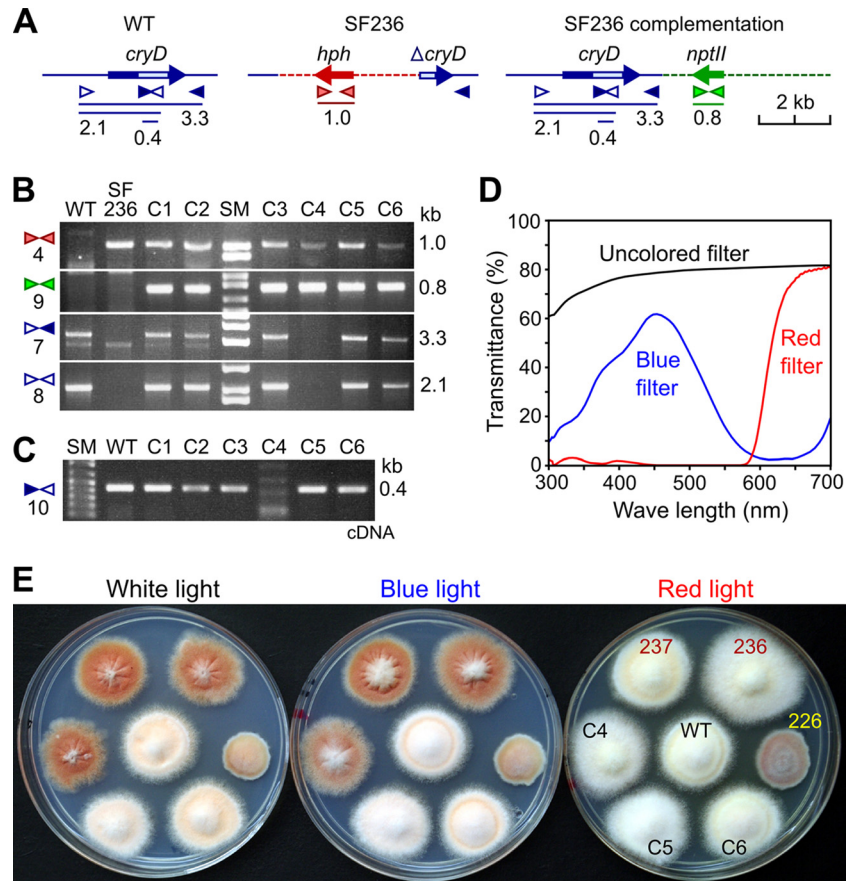 A
WT
SF236
SF236 complementation
cryD
hph
ΔcryD
cryD
nptII
2.1
3.3
0.4
1.0
2.1
3.3
0.4
0.8
2 kb
B
WT
SF
236
C1
C2
SM
C3
C4
C5
C6
kb
4
1.0
9
0.8
7
3.3
8
2.1
C
SM
WT
C1
C2
C3
C4
C5
C6
kb
10
0.4
cDNA
D
Transmittance (%)
100
80
60
40
20
0
Uncolored filter
Blue
filter
Red
filter
300
400
500
600
700
Wave length (nm)
E
White light
Blue light
Red light
237
236
226
C4
WT
C5
C6